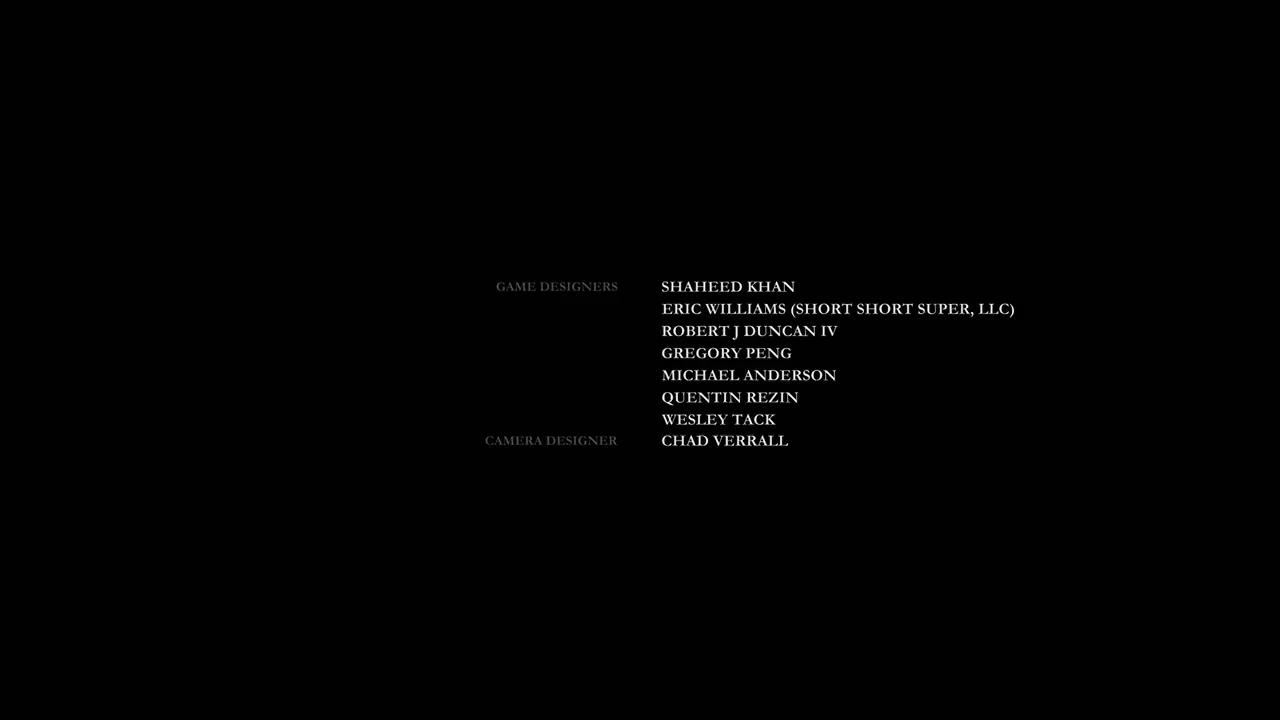 GAME DESIGNERS SHAHEED KHAN
ERIC WILLIAMS (SHORT SHORT SUPER, LLC)
ROBERT J DUNCAN IV
GREGORY PENG
MICHAEL ANDERSON
QUENTIN REZIN
WESLEY TACK
CAMERA DESIGNER CHAD VERRALL